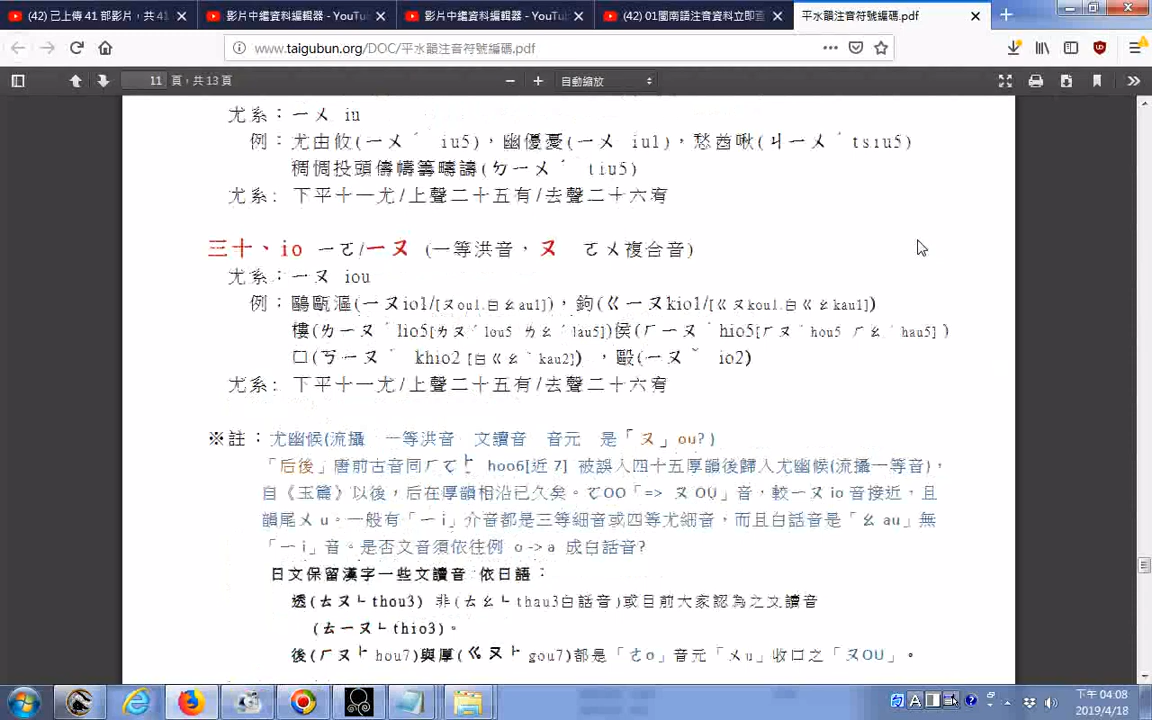 (42) 已上傳 41 部影片，共 41
影片中繼資料編輯器 - YouTu
影片中繼資料編輯器 - YouTu
(42) 01閩南語注音資料立即
平水韻注音符號編碼.pdf
www.taigubun.org/DOC/平水韻注音符號編碼.pdf
11 頁，共 13 頁
自動縮放
尤系：ㄧㄨ iu
例：尤由攸(ㄧㄨˊ iu5)，幽優憂(ㄧㄨ iu1)，愁酋啾(ㄐㄧㄨˊ tsiu5)
稠惆投頭儔幬籌疇譸(ㄉㄧㄨˊ tiu5)
尤系: 下平十一尤/上聲二十五有/去聲二十六宥
三十、io ㄧㄛ/ㄧㄡ (一等洪音，ㄡ ㄛㄨ複合音)
尤系：ㄧㄡ iou
例：鷗甌漚(ㄧㄡio1/[ㄡou1.白ㄠau1])，鉤(ㄍㄧㄡkio1/[ㄍㄡkou1.白ㄍㄠkau1])
樓(ㄌㄧㄡˊ lio5[ㄌㄡˊ lou5 ㄌㄠˊ lau5])侯(ㄏㄧㄡˊ hio5[ㄏㄡˊ hou5 ㄏㄠˊ hau5] )
口(ㄎㄧㄡˋ khio2 [白ㄍㄠˋ kau2]) ，毆(ㄧㄡˇ io2)
尤系: 下平十一尤/上聲二十五有/去聲二十六宥
※註：尤幽候(流攝 一等洪音 文讀音 音元 是「ㄡ」ou?)
「后後」唐前古音同ㄏㄛ├ hoo6[近 7] 被誤入四十五厚韻後歸入尤幽候(流攝一等音)，
自《玉篇》以後，后在厚韻相沿已久矣。ㄛOO「=> ㄡOU」音，較ㄧㄡ io 音接近，且
韻尾ㄨ u。一般有「ㄧi」介音都是三等細音或四等尤細音，而且白話音是「ㄠ au」無
「ㄧi」音。是否文音須依往例 o -> a 成白話音?
日文保留漢字一些文讀音 依日語：
透(ㄊㄡ└ thou3) 非(ㄊㄠ└ thau3白話音)或目前大家認為之文讀音
(ㄊㄧㄡ└ thio3)。
後(ㄏㄡ├ hou7)與厚(ㄍㄡ├ gou7)都是「ㄜo」音元「ㄨu」收口之「ㄡOU」。
下午 04:08
2019/4/18